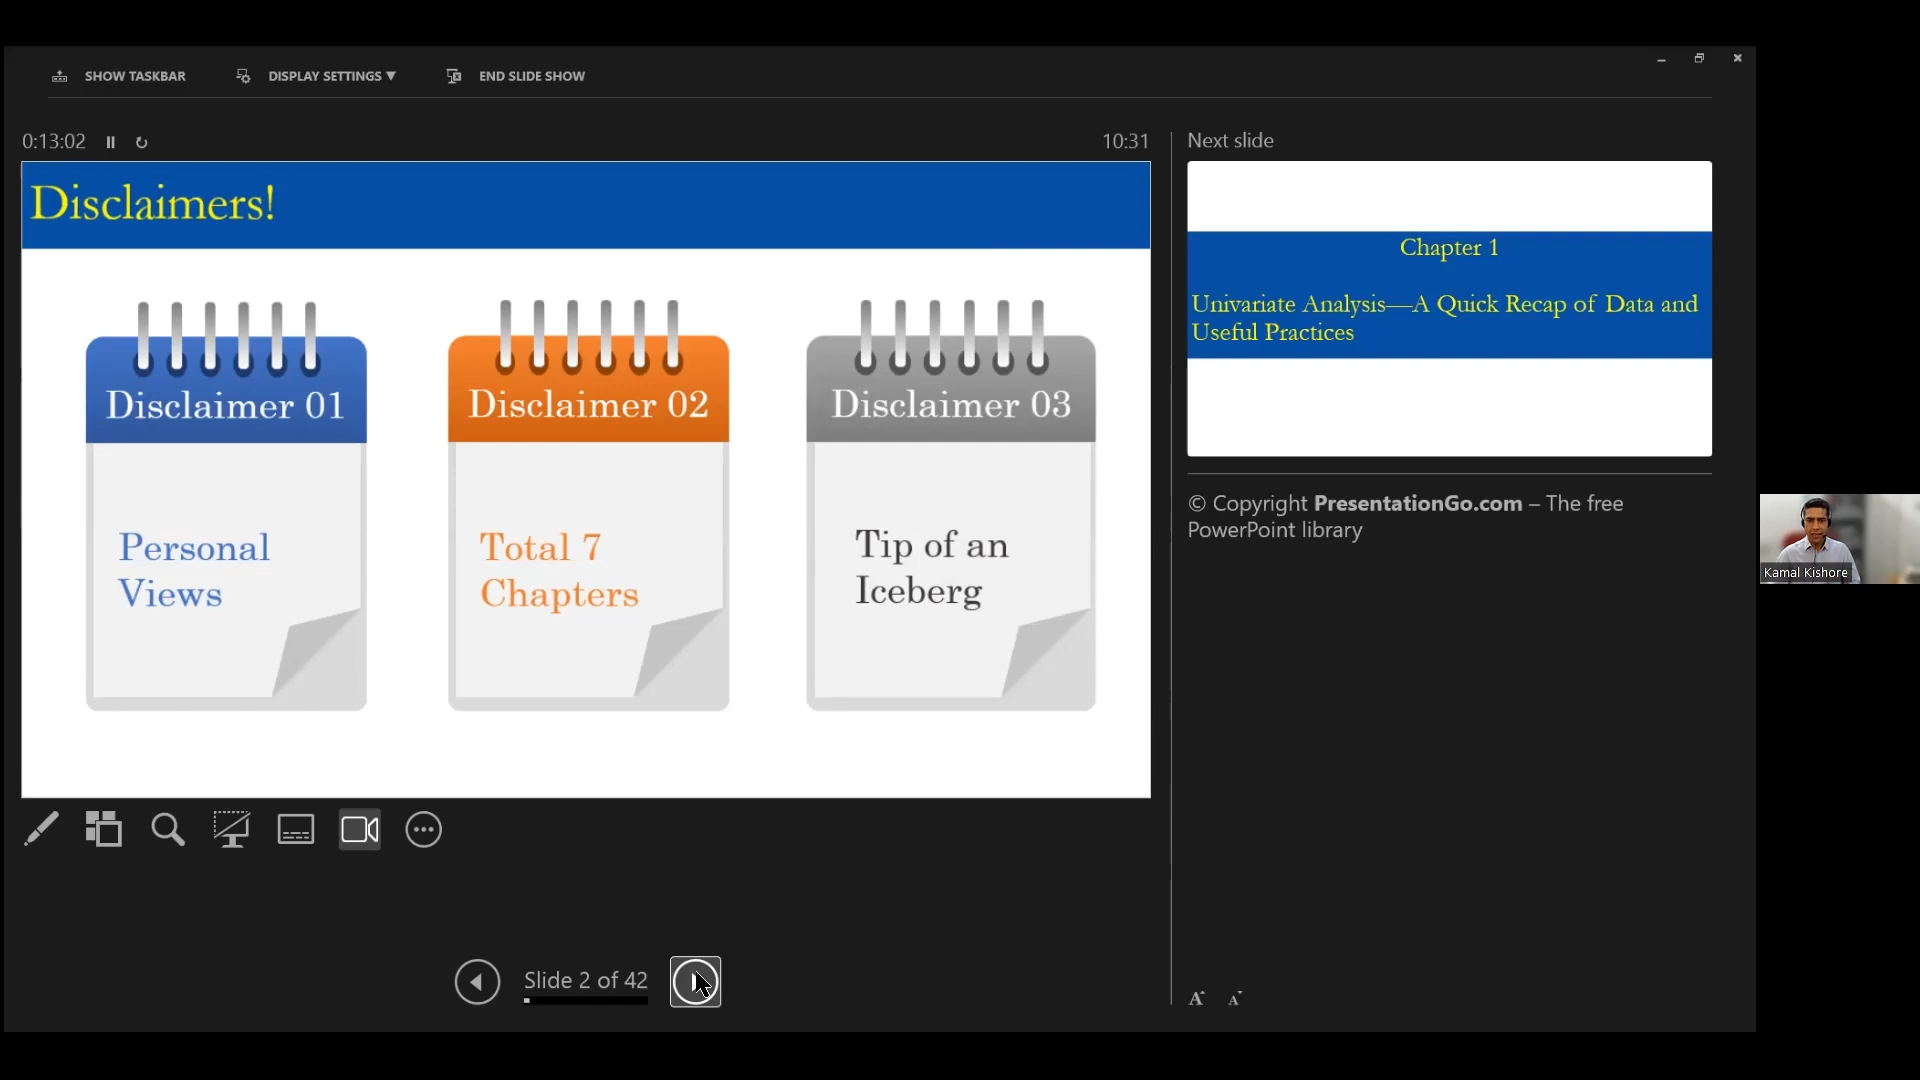 SHOW TASKBAR
DISPLAY SETTINGS ▼
END SLIDE SHOW
0:13:02
10:31
Disclaimers!
Disclaimer 01
Personal
Views
Disclaimer 02
Total 7
Chapters
Disclaimer 03
Tip of an
Iceberg
Slide 2 of 42
Next slide
Chapter 1
Univariate Analysis—A Quick Recap of Data and
Useful Practices
© Copyright PresentationGo.com – The free
PowerPoint library
A A
Kamal Kishore